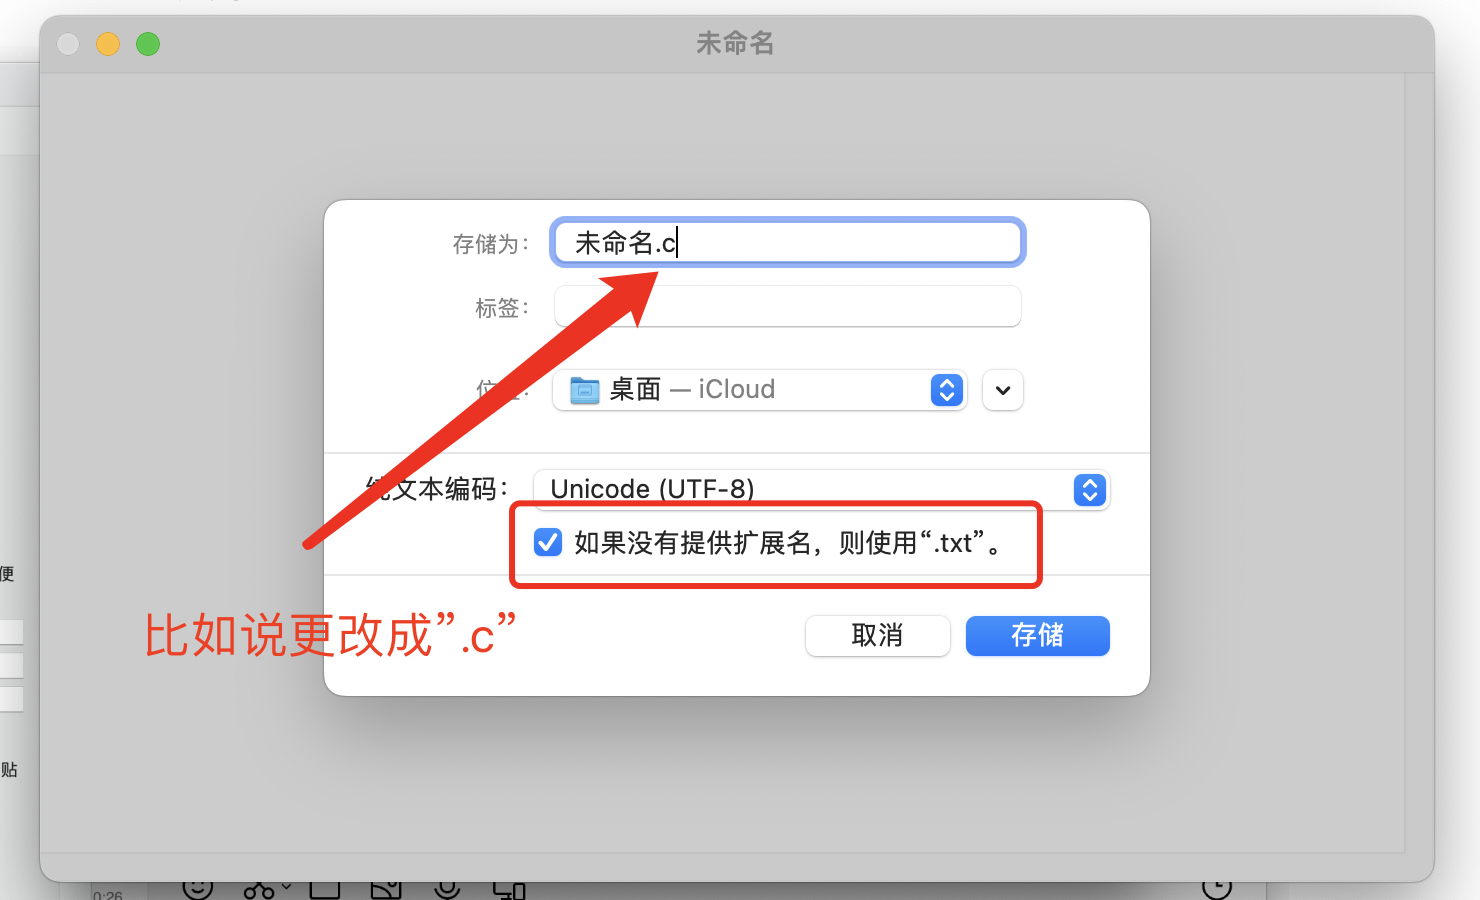 未命名
存储为：
未命名.c
标签：
桌面 — iCloud
纯文本编码：
Unicode (UTF-8)
如果没有提供扩展名，则使用“.txt”。
便
比如说更改成”.c”
取消
存储
贴
0:26